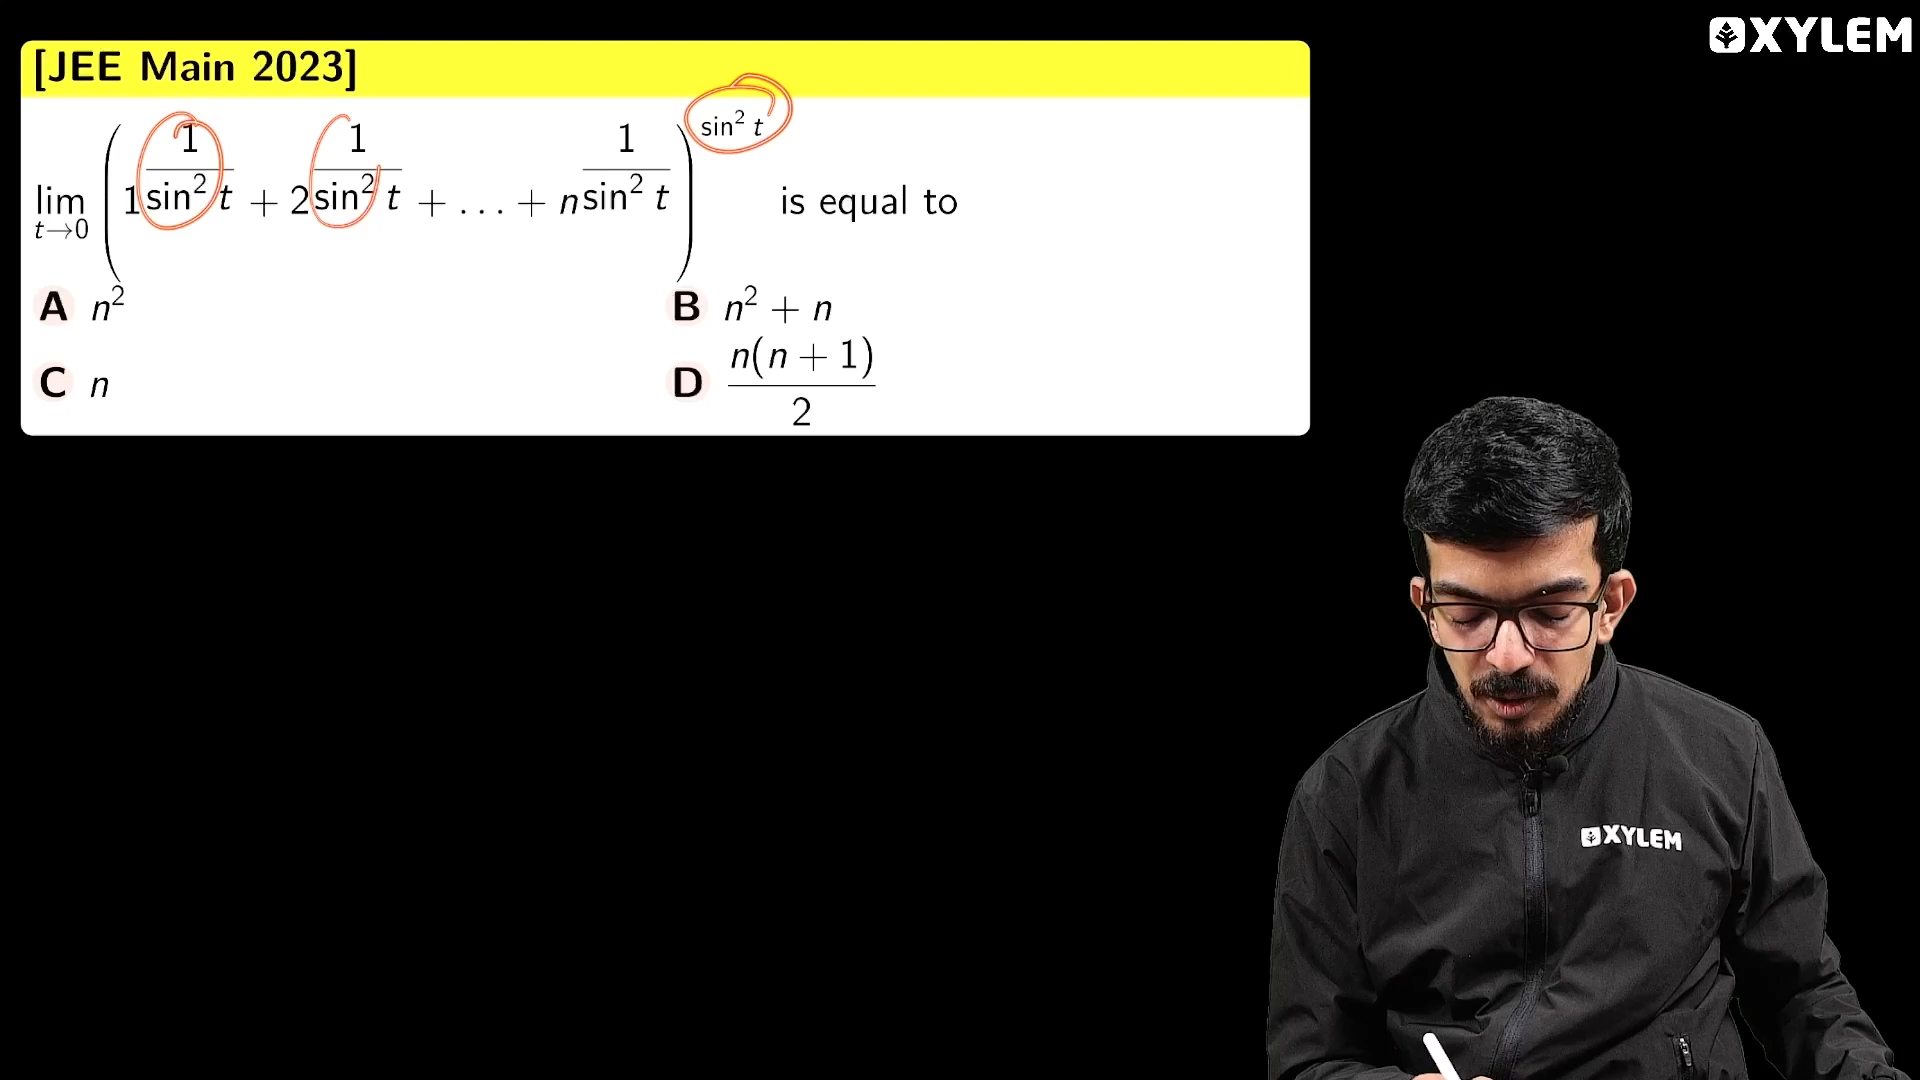 XYLEM
[JEE Main 2023]
lim t→0 (1^(1/sin² t) + 2^(1/sin² t) + . . . + n^(1/sin² t))^(sin² t) is equal to
A n²
B n² + n
C n
D n(n + 1)/2
XYLEM